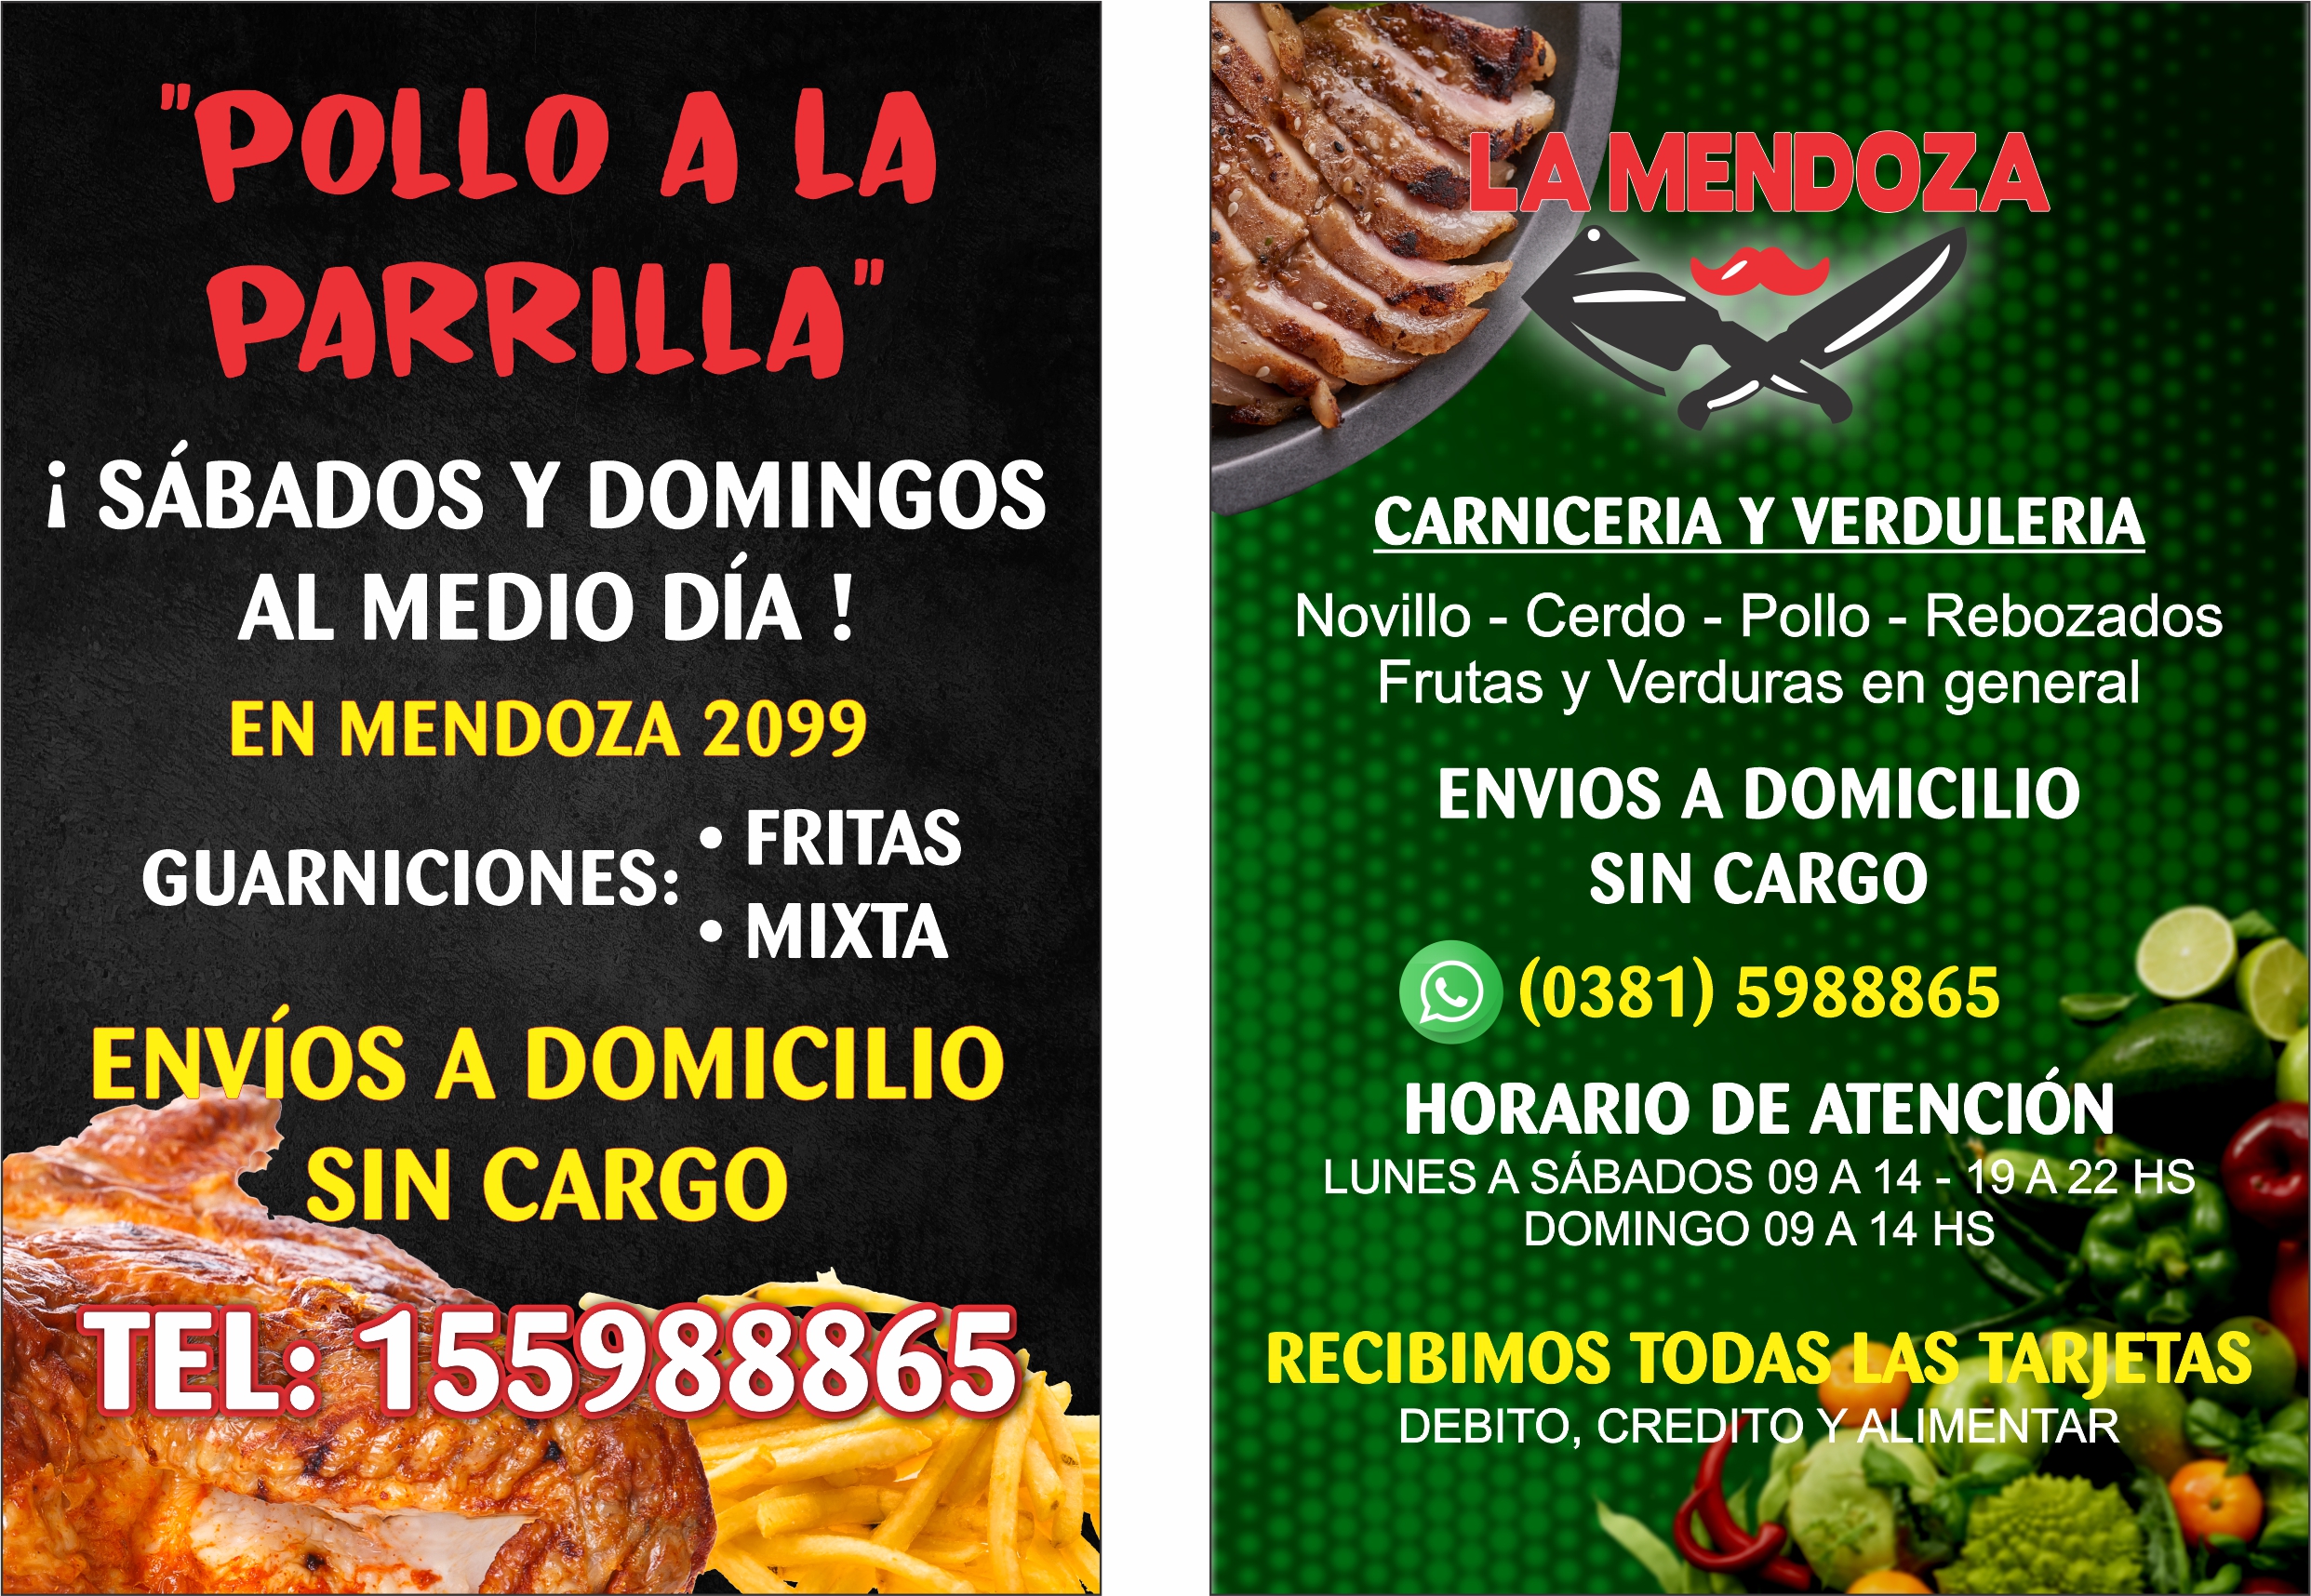 "POLLO A LA
PARRILLA"
¡ SÁBADOS Y DOMINGOS
AL MEDIO DÍA !
EN MENDOZA 2099
GUARNICIONES:
• FRITAS
• MIXTA
ENVÍOS A DOMICILIO
SIN CARGO
TEL: 155988865
LA MENDOZA
CARNICERIA Y VERDULERIA
Novillo - Cerdo - Pollo - Rebozados
Frutas y Verduras en general
ENVIOS A DOMICILIO
SIN CARGO
(0381) 5988865
HORARIO DE ATENCIÓN
LUNES A SÁBADOS 09 A 14 - 19 A 22 HS
DOMINGO 09 A 14 HS
RECIBIMOS TODAS LAS TARJETAS
DEBITO, CREDITO Y ALIMENTAR